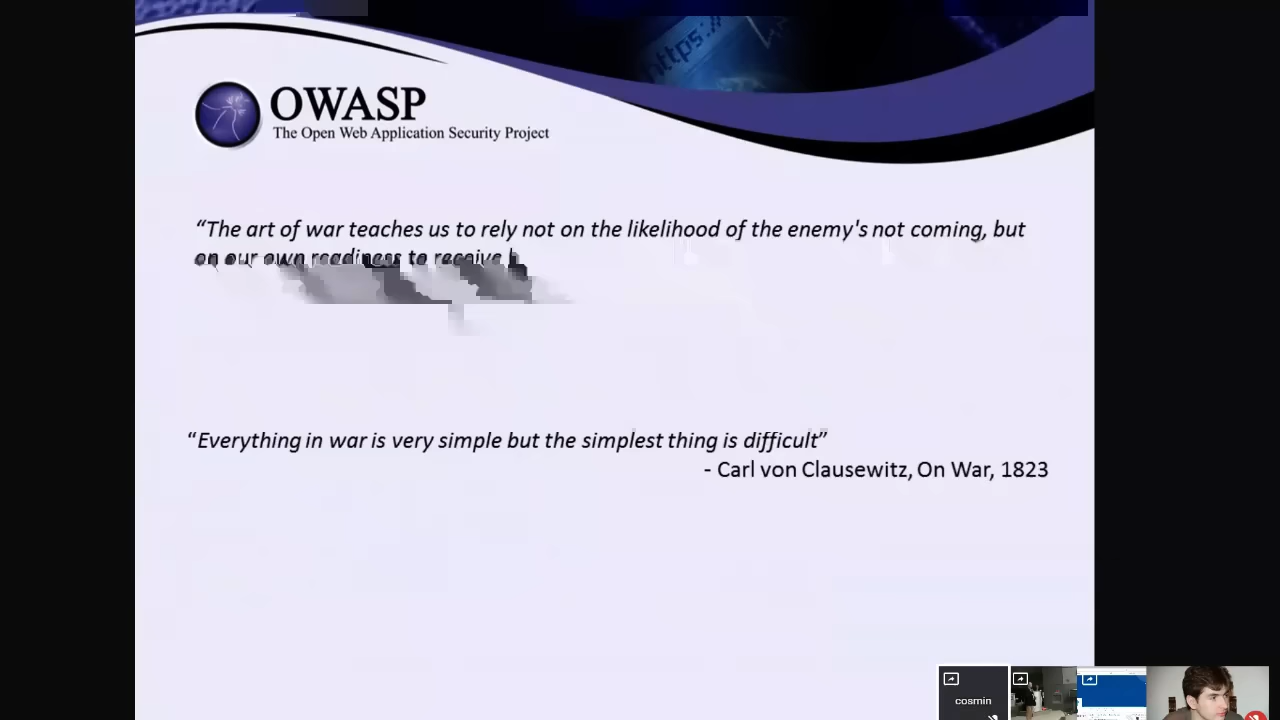 https://
OWASP
The Open Web Application Security Project
“The art of war teaches us to rely not on the likelihood of the enemy's not coming, but
on our own readiness to receive
“Everything in war is very simple but the simplest thing is difficult”
- Carl von Clausewitz, On War, 1823
cosmin